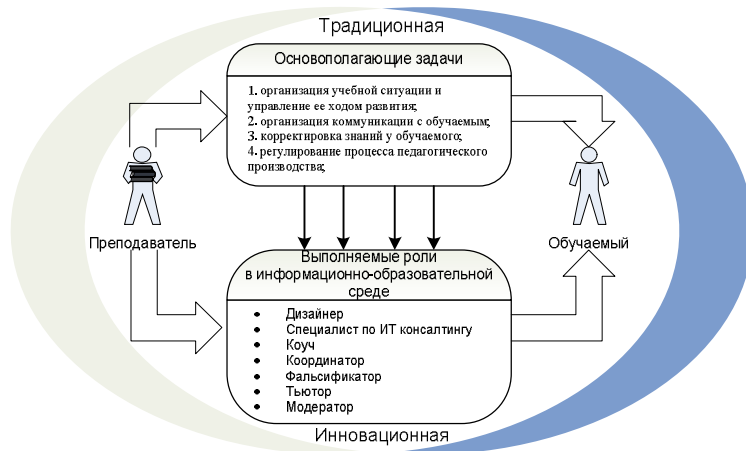 Традиционная
Основополагающие задачи
1. организация учебной ситуации и
управление ее ходом развития;
2. организация коммуникации с обучаемым;
3. корректировка знаний у обучаемого;
4. регулирование процесса педагогического
производства;
Преподаватель
Обучаемый
Выполняемые роли
в информационно-образовательной
среде
• Дизайнер
• Специалист по ИТ консалтингу
• Коуч
• Координатор
• Фальсификатор
• Тьютор
• Модератор
Инновационная